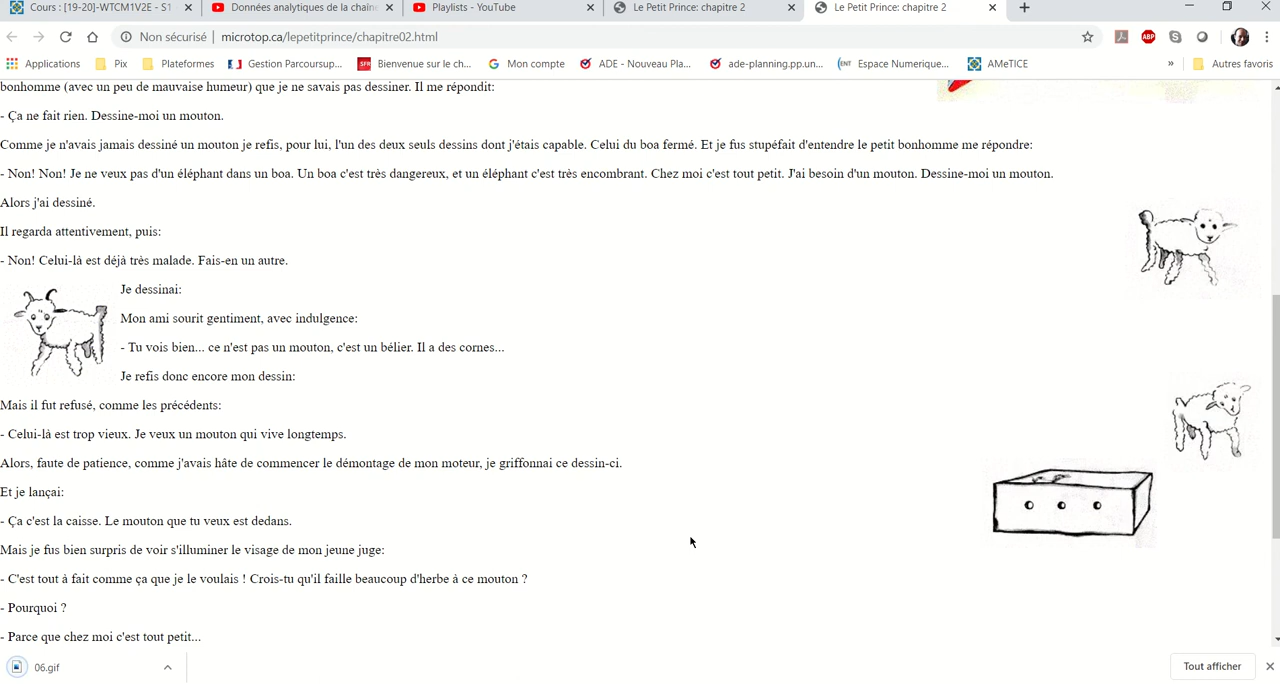 Cours : [19-20]-WTCM1V2E - S1
Données analytiques de la chaîne
Playlists - YouTube
Le Petit Prince: chapitre 2
Le Petit Prince: chapitre 2
Non sécurisé | microtop.ca/lepetitprince/chapitre02.html
ABP
Applications
Pix
Plateformes
Gestion Parcoursup...
SFR
Bienvenue sur le ch...
Mon compte
ADE - Nouveau Pla...
ade-planning.pp.un...
ENT
Espace Numerique...
AMeTICE
»
Autres favoris
bonhomme (avec un peu de mauvaise humeur) que je ne savais pas dessiner. Il me répondit:
- Ça ne fait rien. Dessine-moi un mouton.
Comme je n'avais jamais dessiné un mouton je refis, pour lui, l'un des deux seuls dessins dont j'étais capable. Celui du boa fermé. Et je fus stupéfait d'entendre le petit bonhomme me répondre:
- Non! Non! Je ne veux pas d'un éléphant dans un boa. Un boa c'est très dangereux, et un éléphant c'est très encombrant. Chez moi c'est tout petit. J'ai besoin d'un mouton. Dessine-moi un mouton.
Alors j'ai dessiné.
Il regarda attentivement, puis:
- Non! Celui-là est déjà très malade. Fais-en un autre.
Je dessinai:
Mon ami sourit gentiment, avec indulgence:
- Tu vois bien... ce n'est pas un mouton, c'est un bélier. Il a des cornes...
Je refis donc encore mon dessin:
Mais il fut refusé, comme les précédents:
- Celui-là est trop vieux. Je veux un mouton qui vive longtemps.
Alors, faute de patience, comme j'avais hâte de commencer le démontage de mon moteur, je griffonnai ce dessin-ci.
Et je lançai:
- Ça c'est la caisse. Le mouton que tu veux est dedans.
Mais je fus bien surpris de voir s'illuminer le visage de mon jeune juge:
- C'est tout à fait comme ça que je le voulais ! Crois-tu qu'il faille beaucoup d'herbe à ce mouton ?
- Pourquoi ?
- Parce que chez moi c'est tout petit...
06.gif
Tout afficher